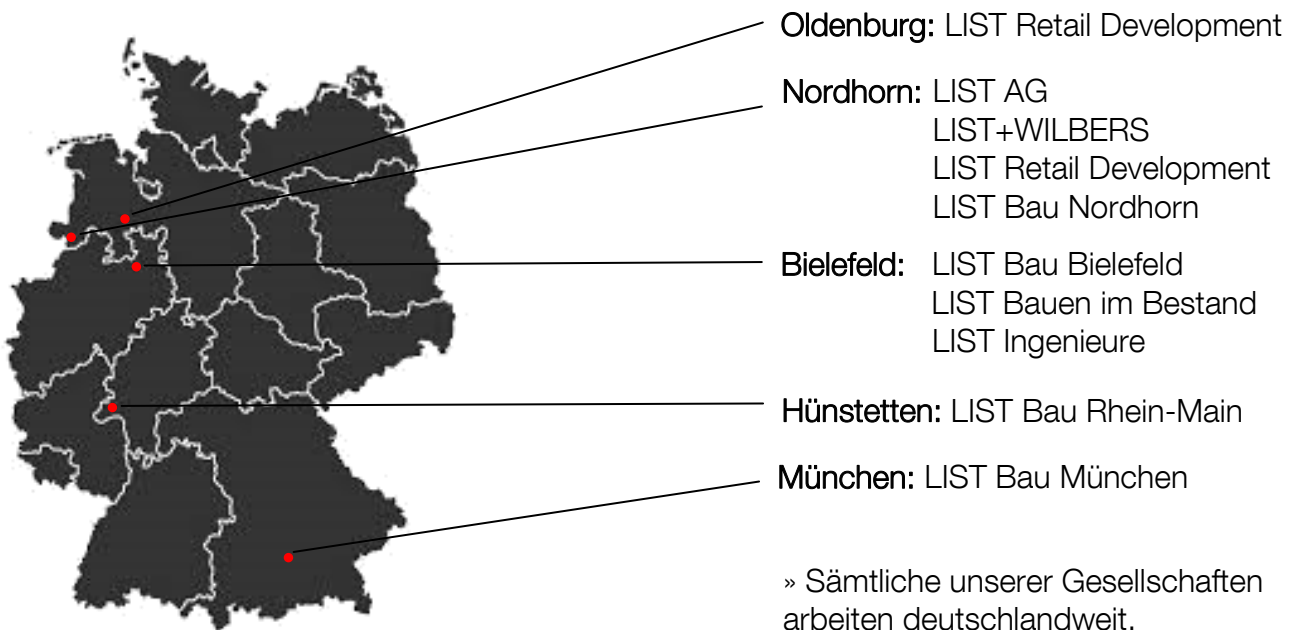 Oldenburg: LIST Retail Development
Nordhorn: LIST AG
LIST+WILBERS
LIST Retail Development
LIST Bau Nordhorn
Bielefeld: LIST Bau Bielefeld
LIST Bauen im Bestand
LIST Ingenieure
Hünstetten: LIST Bau Rhein-Main
München: LIST Bau München
» Sämtliche unserer Gesellschaften
arbeiten deutschlandweit.